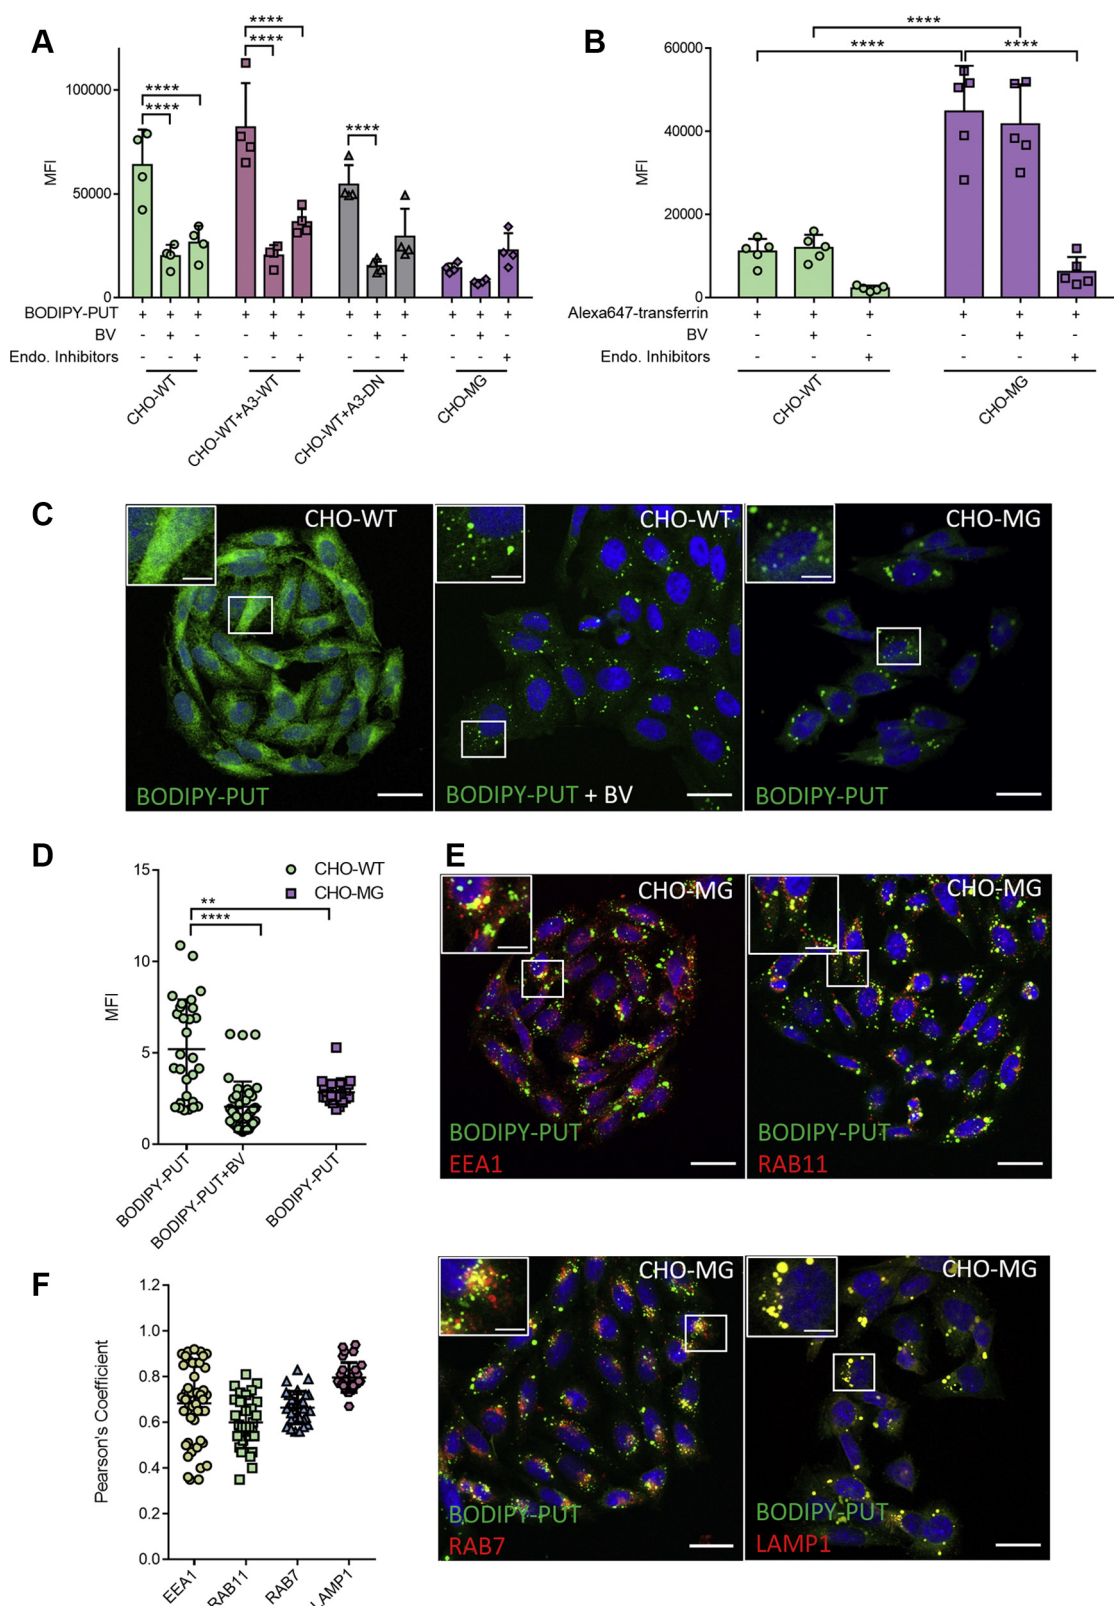 A
B
****
****
****
****
****
****
****
****
100000
50000
0
MFI
60000
40000
20000
0
MFI
BODIPY-PUT + + + + + + + + + + + +
BV - + - - + - - + - - + -
Endo. Inhibitors - - + - - + - - + - - +
CHO-WT
CHO-WT+A3-WT
CHO-WT+A3-DN
CHO-MG
Alexa647-transferrin + + + + + +
BV - + - - + -
Endo. Inhibitors - - + - - +
CHO-WT
CHO-MG
C
CHO-WT
BODIPY-PUT
CHO-WT
BODIPY-PUT + BV
CHO-MG
BODIPY-PUT
D
15
10
5
0
MFI
CHO-WT
CHO-MG
**
****
BODIPY-PUT
BODIPY-PUT+BV
BODIPY-PUT
E
CHO-MG
BODIPY-PUT
EEA1
CHO-MG
BODIPY-PUT
RAB11
CHO-MG
BODIPY-PUT
RAB7
CHO-MG
BODIPY-PUT
LAMP1
F
1.2
1.0
0.8
0.6
0.4
0.2
0.0
Pearson's Coefficient
EEA1
RAB11
RAB7
LAMP1